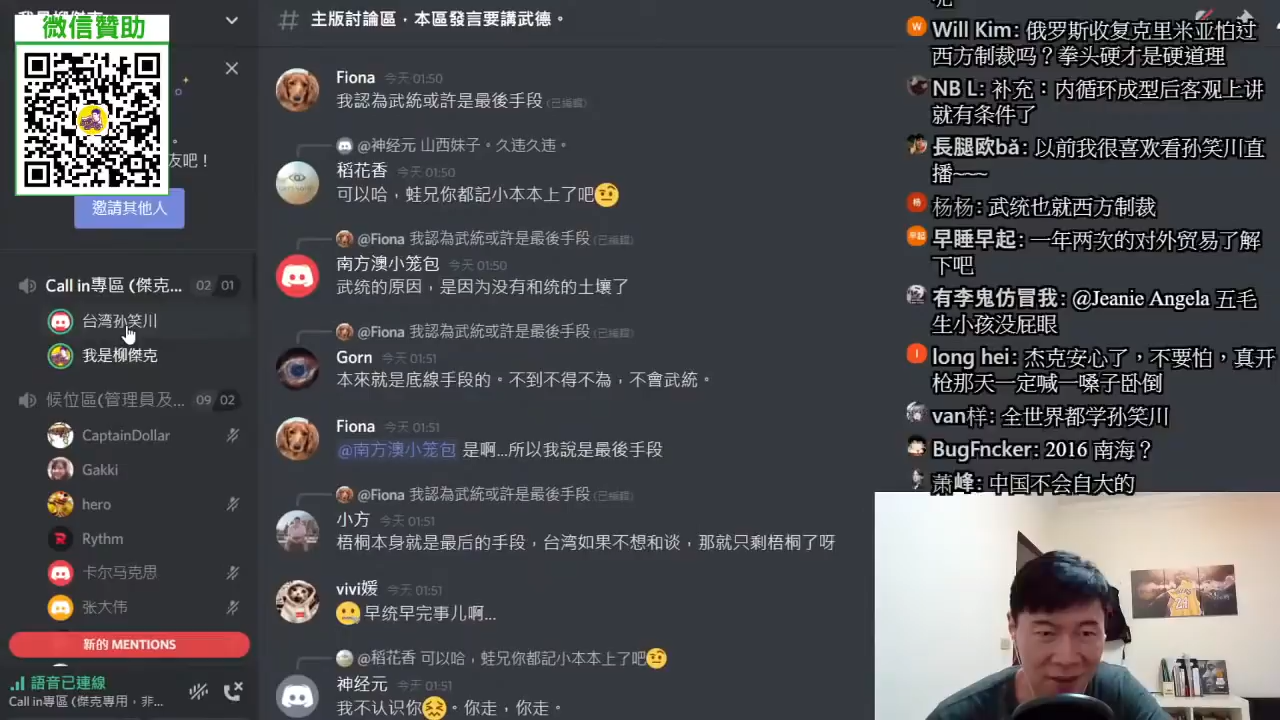 微信贊助
友吧！
邀請其他人
Call in專區 (傑克... 02 01
台湾孙笑川
我是柳傑克
候位區(管理員及... 09 02
CaptainDollar
Gakki
hero
Rythm
卡尔马克思
张大伟
新的 MENTIONS
語音已連線
Call in專區 (傑克專用，非...
# 主版討論區，本區發言要講武德。
Fiona 今天 01:50
我認為武統或許是最後手段 (已編輯)
@神经元 山西妹子。久违久违。
稻花香 今天 01:50
可以哈，蛙兄你都記小本本上了吧🤨
@Fiona 我認為武統或許是最後手段 (已編輯)
南方澳小笼包 今天 01:50
武统的原因，是因为没有和统的土壤了
@Fiona 我認為武統或許是最後手段 (已編輯)
Gorn 今天 01:51
本來就是底線手段的。不到不得不為，不會武統。
Fiona 今天 01:51
@南方澳小笼包 是啊...所以我說是最後手段
@Fiona 我認為武統或許是最後手段 (已編輯)
小方 今天 01:51
梧桐本身就是最后的手段，台湾如果不想和谈，那就只剩梧桐了呀
vivi媛 今天 01:51
🤐早统早完事儿啊...
@稻花香 可以哈，蛙兄你都記小本本上了吧🤨
神经元 今天 01:51
我不认识你😖。你走，你走。
Will Kim: 俄罗斯收复克里米亚怕过
西方制裁吗？拳头硬才是硬道理
NB L: 补充：内循环成型后客观上讲
就有条件了
長腿欧bǎ: 以前我很喜欢看孙笑川直
播~~~
杨杨: 武统也就西方制裁
早睡早起: 一年两次的对外贸易了解
下吧
有李鬼仿冒我: @Jeanie Angela 五毛
生小孩没屁眼
long hei: 杰克安心了，不要怕，真开
枪那天一定喊一嗓子卧倒
van样: 全世界都学孙笑川
BugFncker: 2016 南海？
萧峰: 中国不会自大的